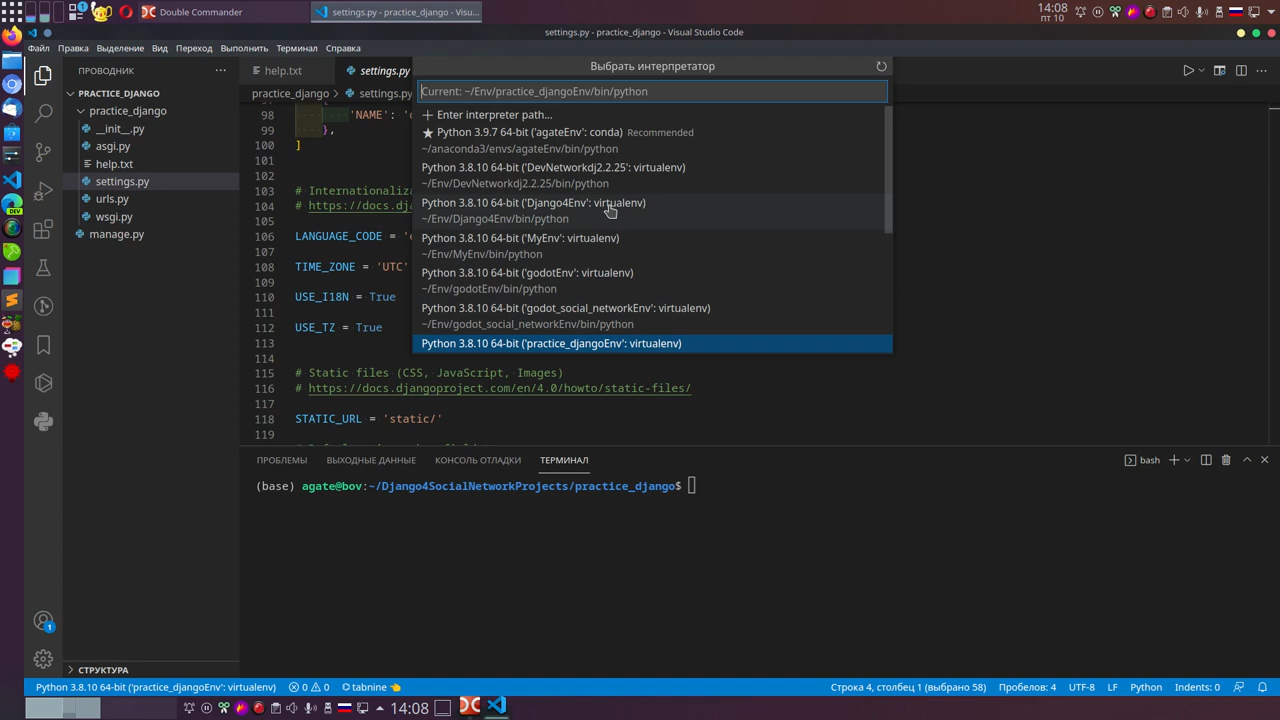 Double Commander
settings.py - practice_django - Visu...
14:08
пт 10
settings.py - practice_django - Visual Studio Code
Файл Правка Выделение Вид Переход Выполнить Терминал Справка
ПРОВОДНИК
PRACTICE_DJANGO
practice_django
__init__.py
asgi.py
help.txt
settings.py
urls.py
wsgi.py
manage.py
СТРУКТУРА
help.txt settings.py
practice_django > settings.py
Выбрать интерпретатор
Current: ~/Env/practice_djangoEnv/bin/python
Enter interpreter path...
Python 3.9.7 64-bit ('agateEnv': conda) Recommended
~/anaconda3/envs/agateEnv/bin/python
Python 3.8.10 64-bit ('DevNetworkdj2.2.25': virtualenv)
~/Env/DevNetworkdj2.2.25/bin/python
Python 3.8.10 64-bit ('Django4Env': virtualenv)
~/Env/Django4Env/bin/python
Python 3.8.10 64-bit ('MyEnv': virtualenv)
~/Env/MyEnv/bin/python
Python 3.8.10 64-bit ('godotEnv': virtualenv)
~/Env/godotEnv/bin/python
Python 3.8.10 64-bit ('godot_social_networkEnv': virtualenv)
~/Env/godot_social_networkEnv/bin/python
Python 3.8.10 64-bit ('practice_djangoEnv': virtualenv)
98 'NAME': '
99 },
100 ]
101
102
103 # Internationaliza
104 # https://docs.dj
105
106 LANGUAGE_CODE = '
107
108 TIME_ZONE = 'UTC'
109
110 USE_I18N = True
111
112 USE_TZ = True
113
114
115 # Static files (CSS, JavaScript, Images)
116 # https://docs.djangoproject.com/en/4.0/howto/static-files/
117
118 STATIC_URL = 'static/'
119
ПРОБЛЕМЫ ВЫХОДНЫЕ ДАННЫЕ КОНСОЛЬ ОТЛАДКИ ТЕРМИНАЛ
bash
(base) agate@bov:~/Django4SocialNetworkProjects/practice_django$
DEV
1
Python 3.8.10 64-bit ('practice_djangoEnv': virtualenv) 0 0 tabnine
Строка 4, столбец 1 (выбрано 58) Пробелов: 4 UTF-8 LF Python Indents: 0
14:08